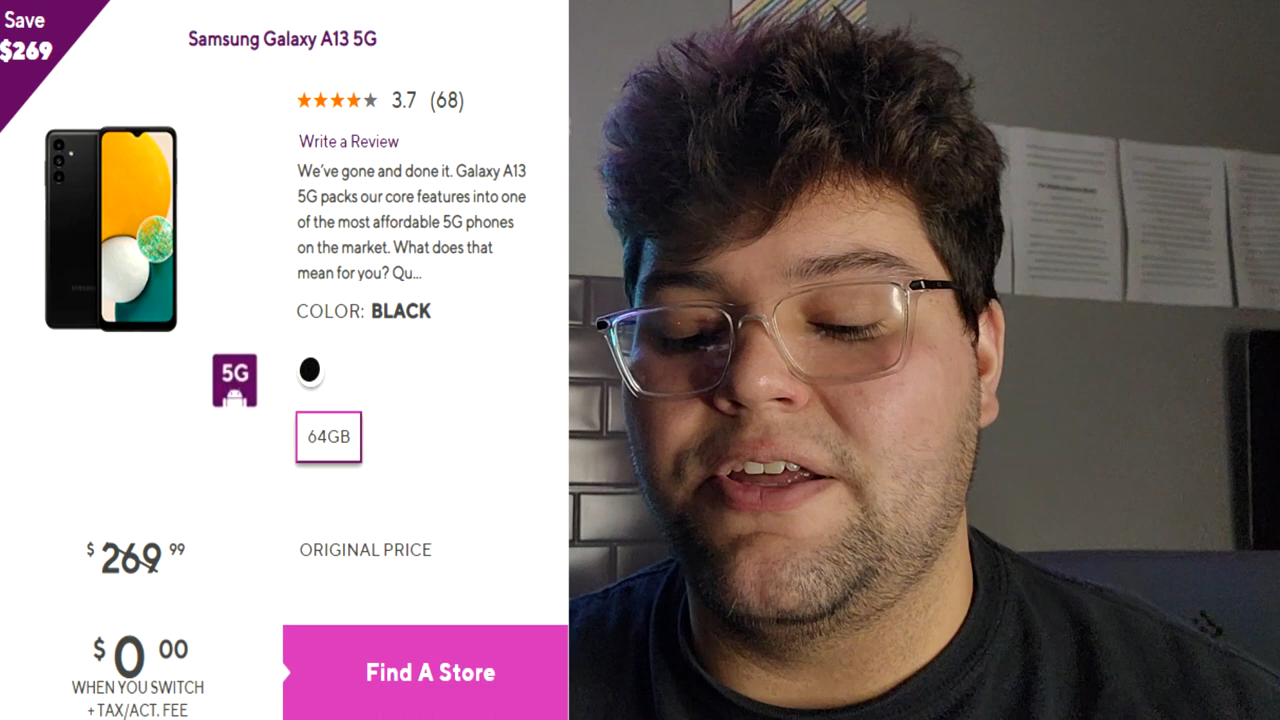 Save
$269
Samsung Galaxy A13 5G
3.7 (68)
Write a Review
We've gone and done it. Galaxy A13
5G packs our core features into one
of the most affordable 5G phones
on the market. What does that
mean for you? Qu...
COLOR: BLACK
5G
64GB
$ 269 99
ORIGINAL PRICE
$ 0 00
WHEN YOU SWITCH
+ TAX/ACT. FEE
Find A Store